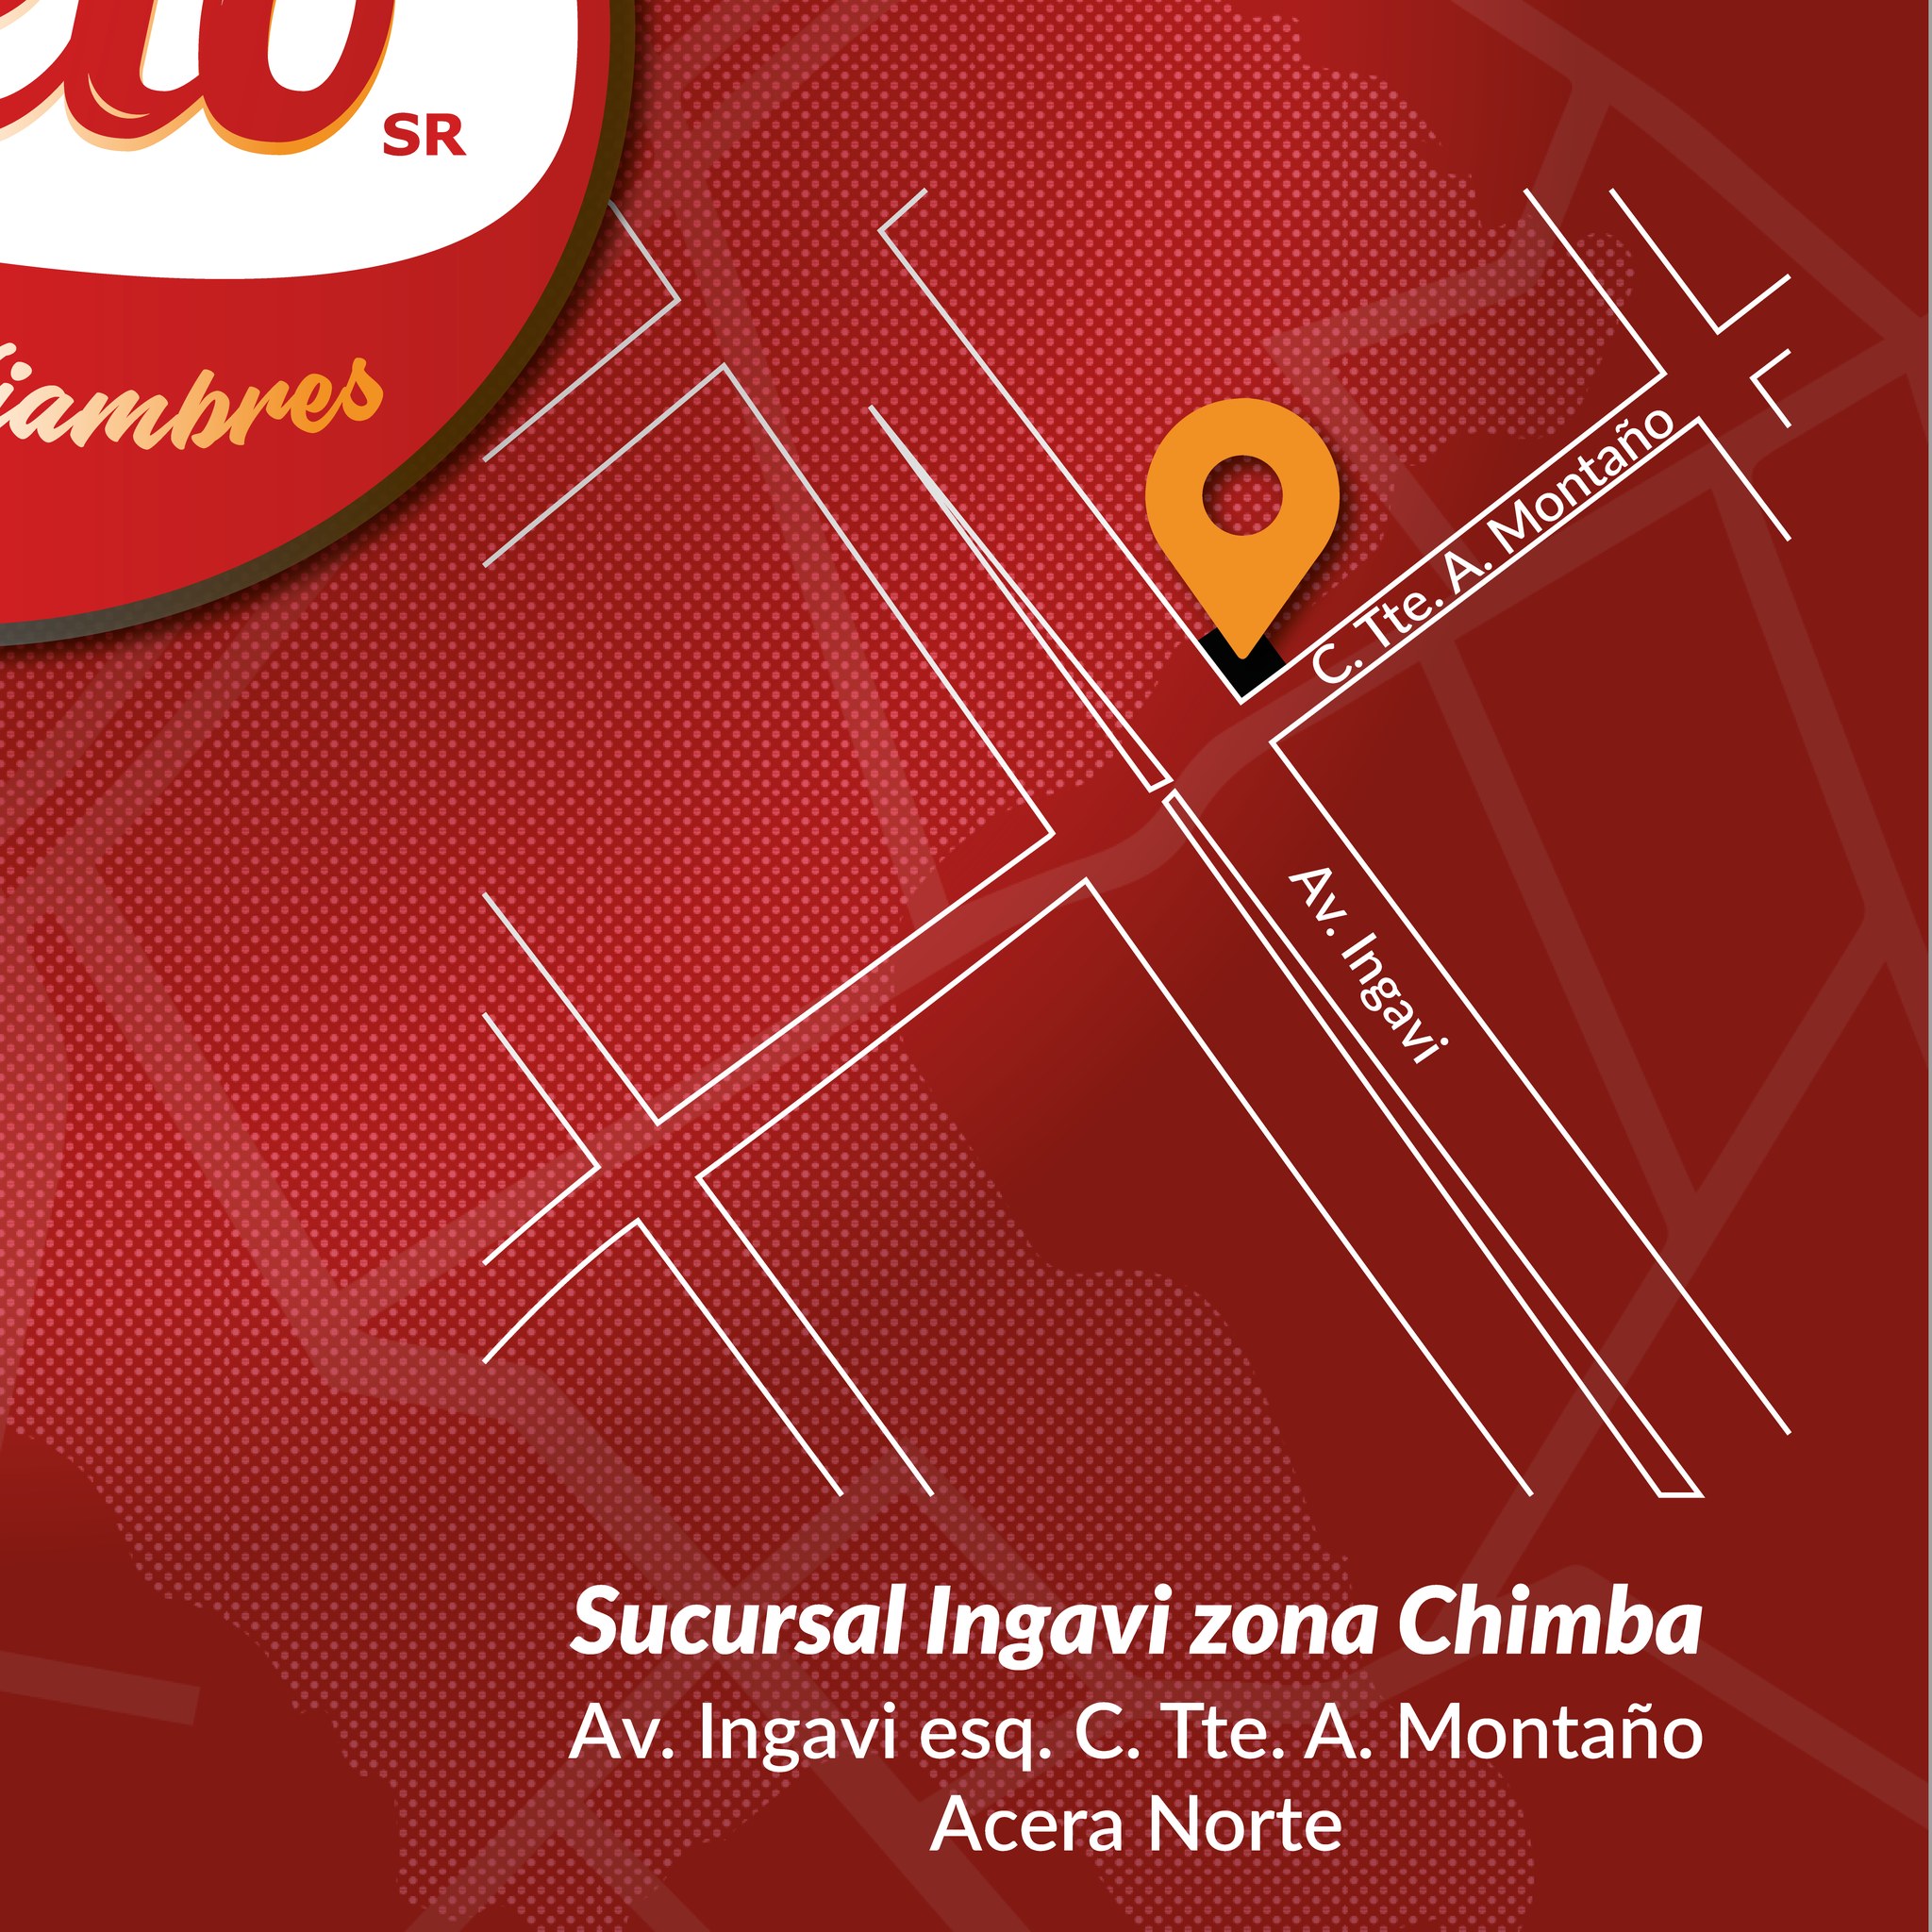 SR
C. Tte. A. Montaño
Av. Ingavi
Sucursal Ingavi zona Chimba
Av. Ingavi esq. C. Tte. A. Montaño
Acera Norte